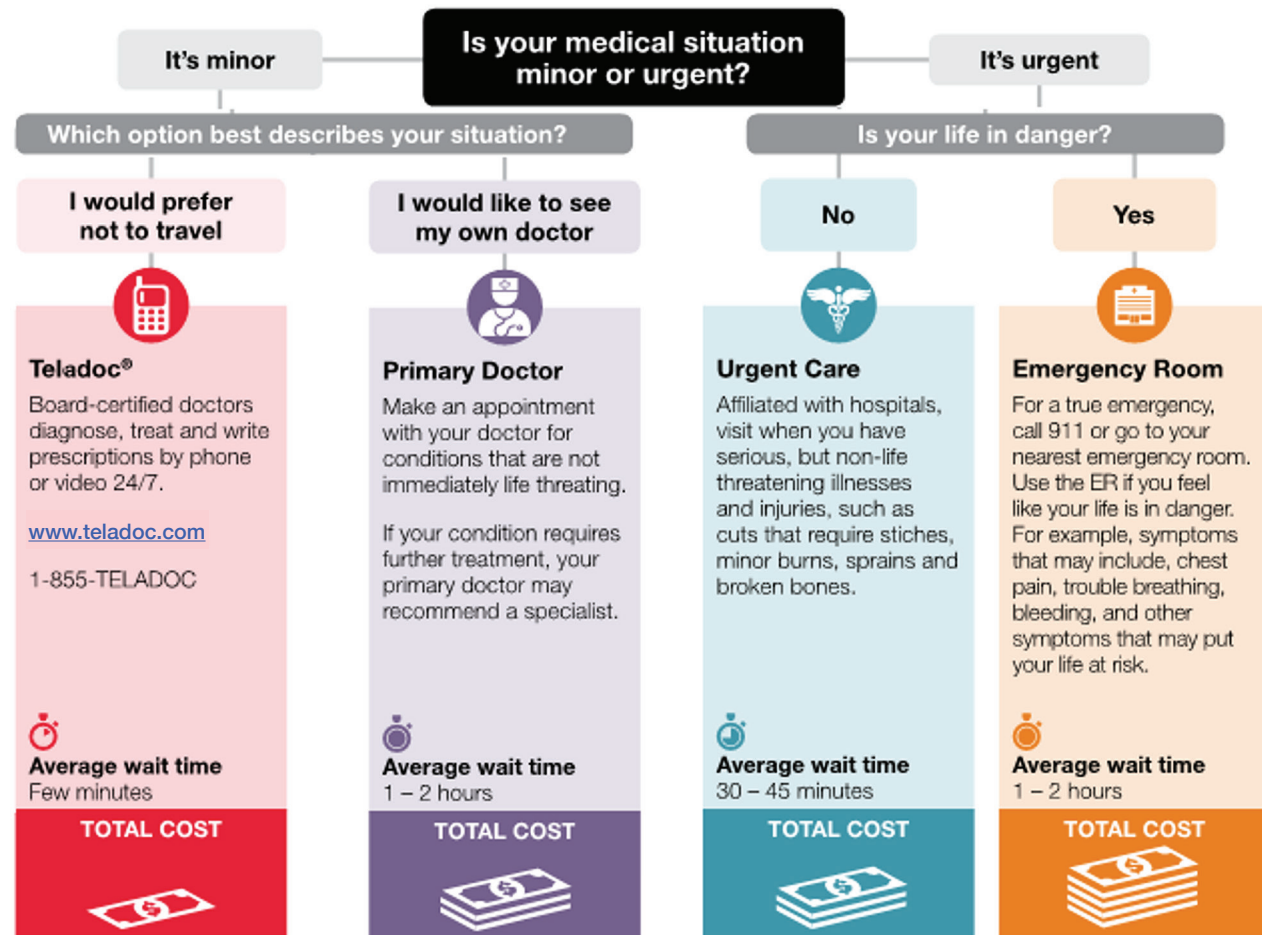 Is your medical situation
minor or urgent?
It's minor
It's urgent
Which option best describes your situation?
Is your life in danger?
I would prefer
not to travel
I would like to see
my own doctor
No
Yes
Teladoc®
Board-certified doctors
diagnose, treat and write
prescriptions by phone
or video 24/7.
www.teladoc.com
1-855-TELADOC
Average wait time
Few minutes
TOTAL COST
Primary Doctor
Make an appointment
with your doctor for
conditions that are not
immediately life threating.
If your condition requires
further treatment, your
primary doctor may
recommend a specialist.
Average wait time
1 – 2 hours
TOTAL COST
Urgent Care
Affiliated with hospitals,
visit when you have
serious, but non-life
threatening illnesses
and injuries, such as
cuts that require stiches,
minor burns, sprains and
broken bones.
Average wait time
30 – 45 minutes
TOTAL COST
Emergency Room
For a true emergency,
call 911 or go to your
nearest emergency room.
Use the ER if you feel
like your life is in danger.
For example, symptoms
that may include, chest
pain, trouble breathing,
bleeding, and other
symptoms that may put
your life at risk.
Average wait time
1 – 2 hours
TOTAL COST